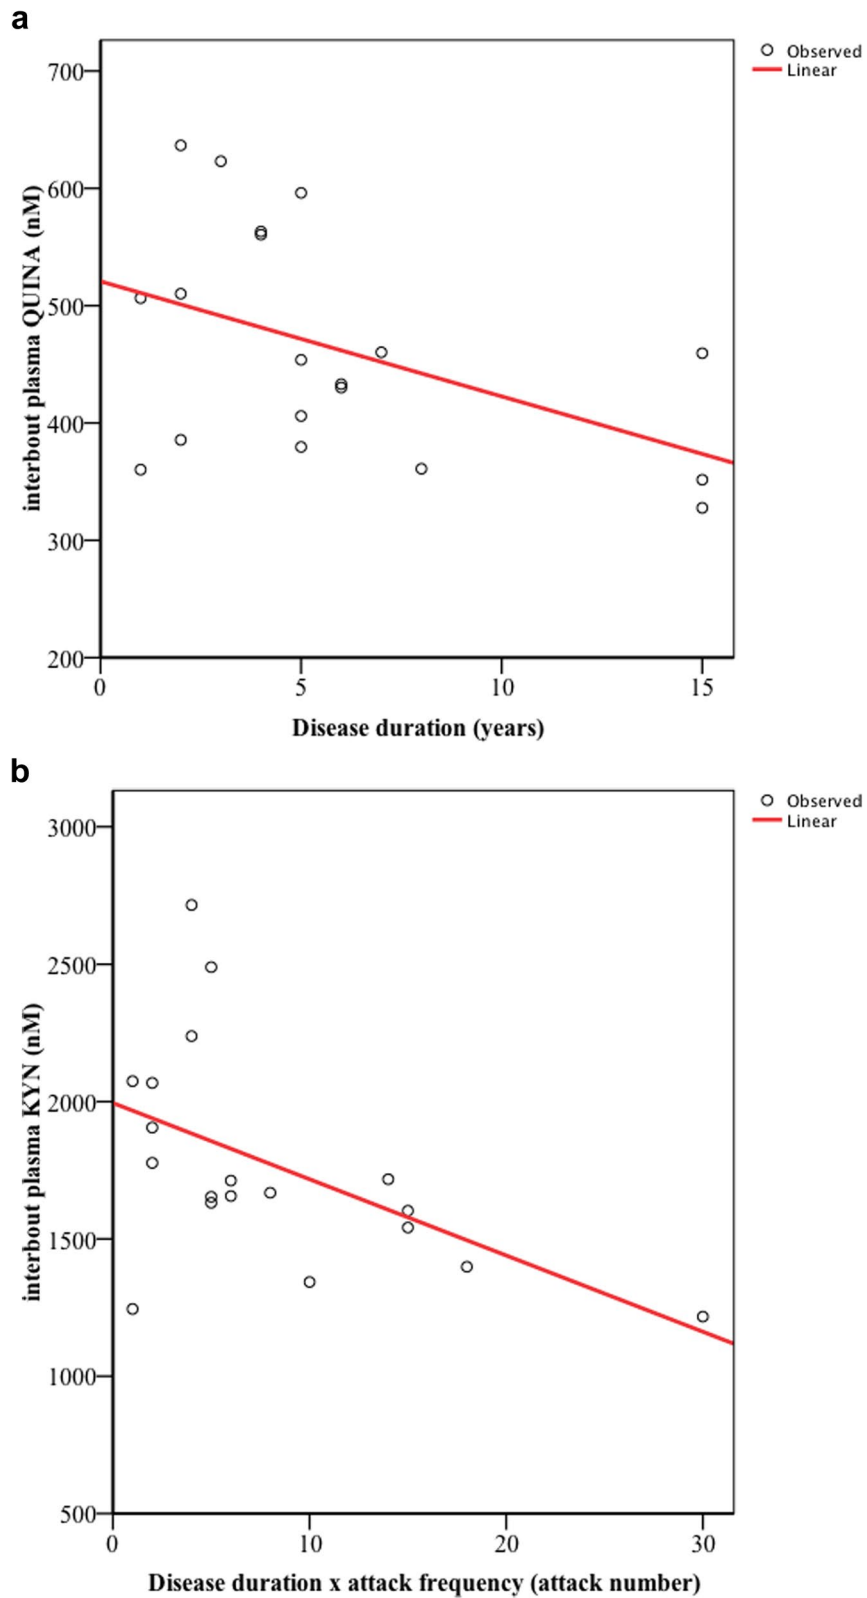 a
Observed
Linear
700
600
500
400
300
200
interbout plasma QUINA (nM)
0 5 10 15
Disease duration (years)
b
Observed
Linear
3000
2500
2000
1500
1000
500
interbout plasma KYN (nM)
0 10 20 30
Disease duration x attack frequency (attack number)